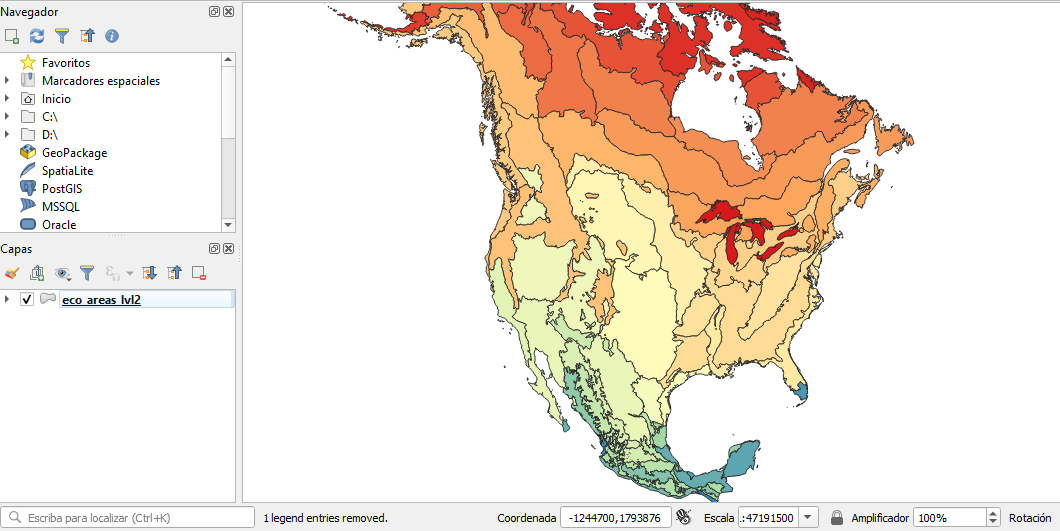 Navegador
Favoritos
Marcadores espaciales
Inicio
C:\
D:\
GeoPackage
SpatiaLite
PostGIS
MSSQL
Oracle
Capas
eco_areas_lvl2
Escriba para localizar (Ctrl+K)
1 legend entries removed.
Coordenada
-1244700,1793876
Escala
:47191500
Amplificador
100%
Rotación